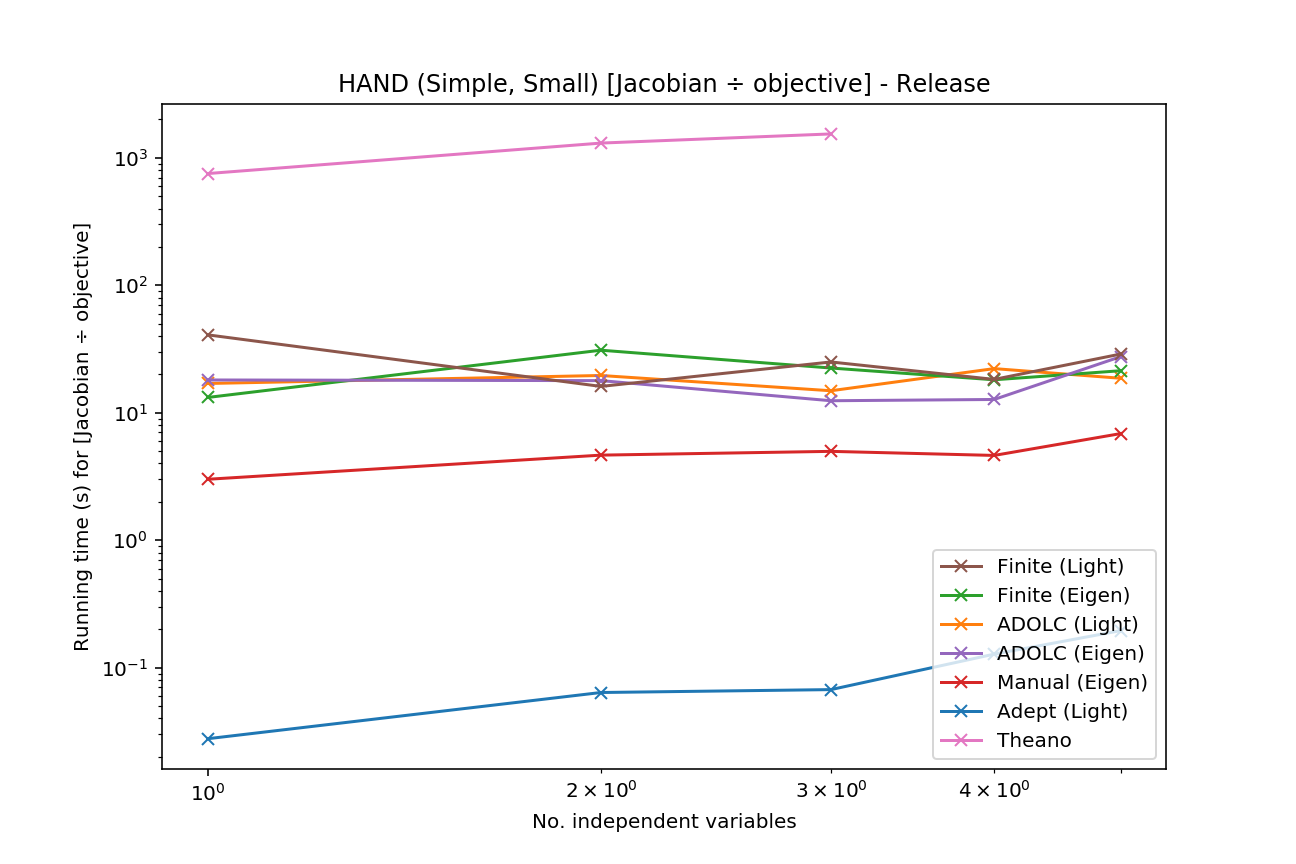 HAND (Simple, Small) [Jacobian ÷ objective] - Release
Running time (s) for [Jacobian ÷ objective]
10³
10²
10¹
10⁰
10⁻¹
Finite (Light)
Finite (Eigen)
ADOLC (Light)
ADOLC (Eigen)
Manual (Eigen)
Adept (Light)
Theano
10⁰
2 × 10⁰
3 × 10⁰
4 × 10⁰
No. independent variables